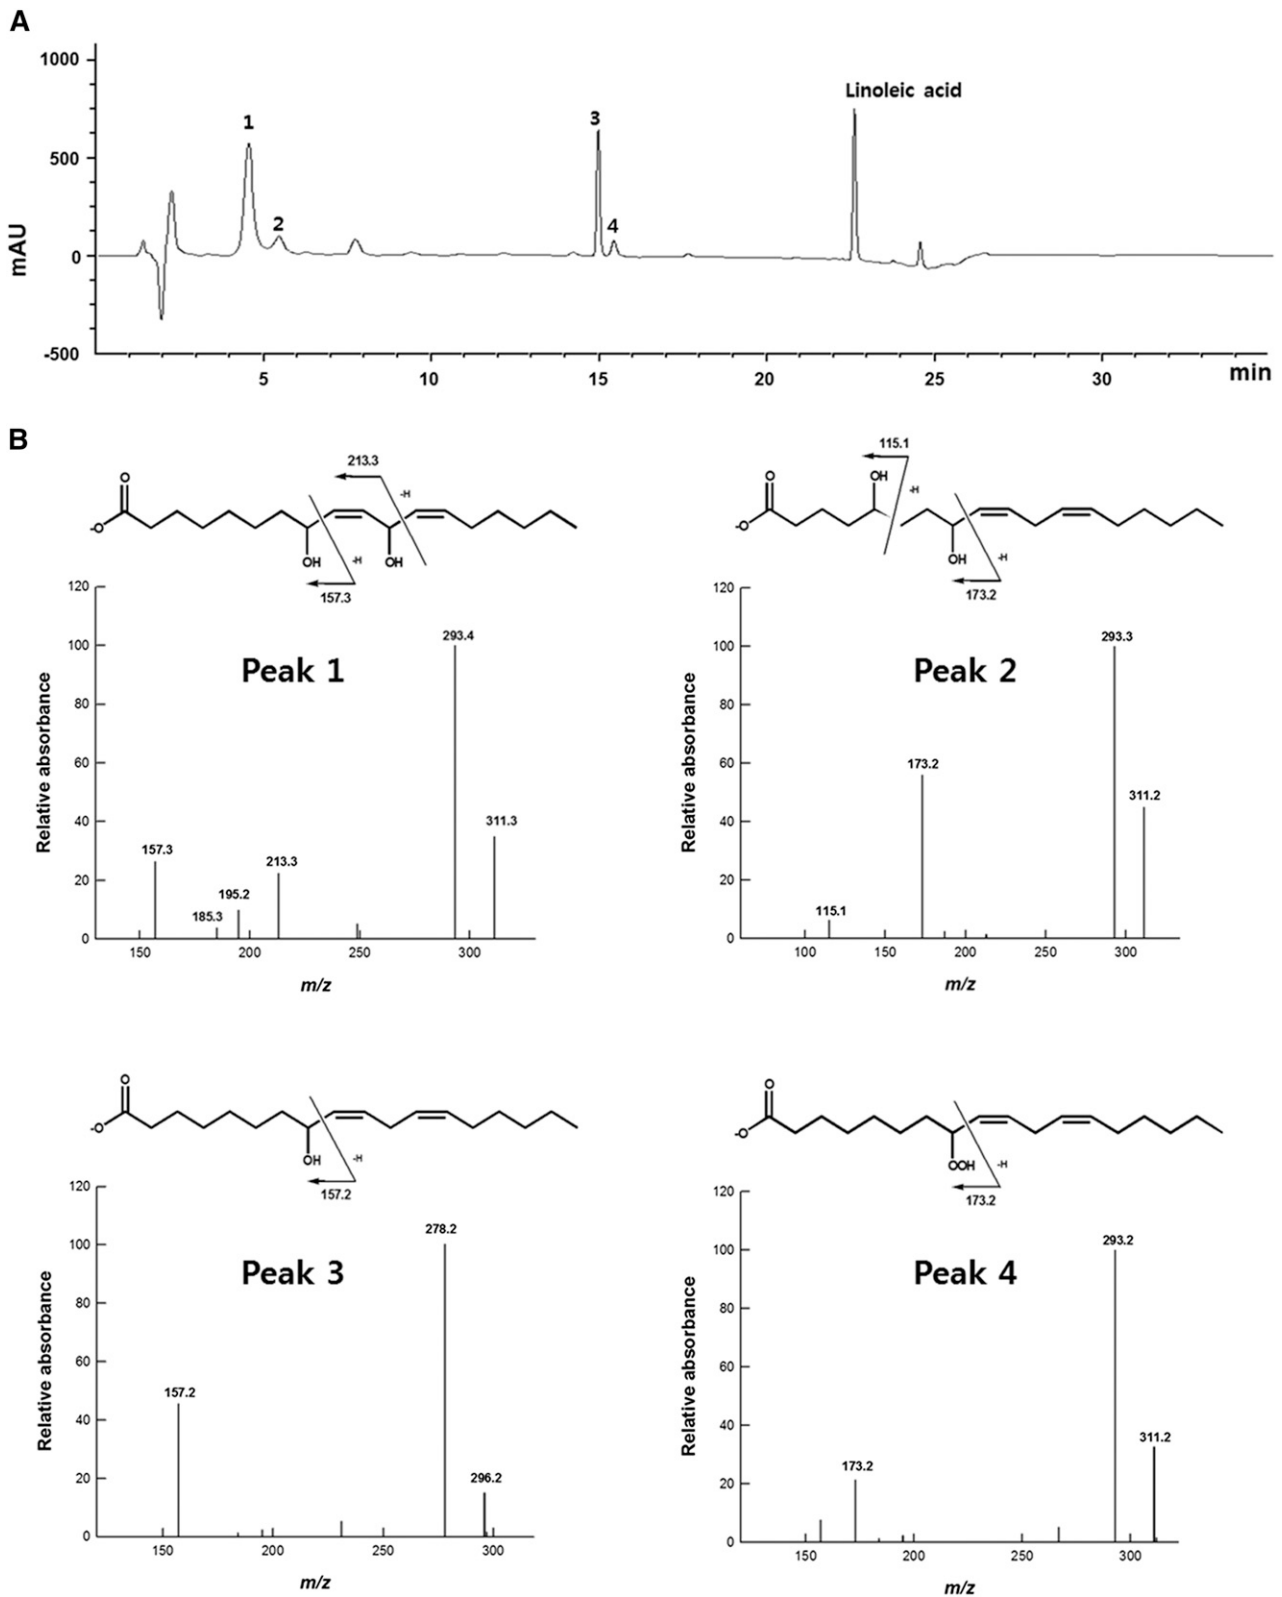 A
1000
500
0
-500
mAU
1
2
3
4
Linoleic acid
5
10
15
20
25
30
min
B
213.3
O
-H
-O
OH
OH
-H
157.3
120
100
80
60
40
20
0
Relative absorbance
Peak 1
157.3
185.3
195.2
213.3
293.4
311.3
150
200
250
300
m/z
115.1
O
OH
-H
-O
OH
-H
173.2
120
100
80
60
40
20
0
Relative absorbance
Peak 2
115.1
173.2
293.3
311.2
100
150
200
250
300
m/z
O
-O
OH
-H
157.2
120
100
80
60
40
20
0
Relative absorbance
Peak 3
157.2
278.2
296.2
150
200
250
300
m/z
O
-O
OOH
-H
173.2
120
100
80
60
40
20
0
Relative absorbance
Peak 4
173.2
293.2
311.2
150
200
250
300
m/z